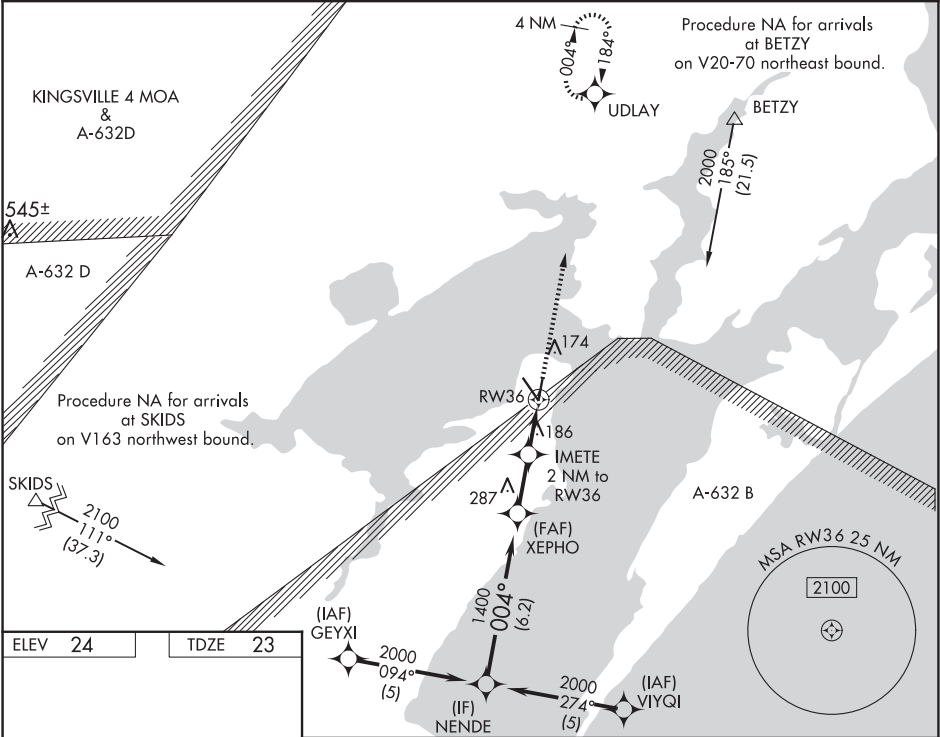 4 NM
004°
184°
UDLAY
Procedure NA for arrivals
at BETZY
on V20-70 northeast bound.
BETZY
2000
185°
(21.5)
KINGSVILLE 4 MOA
&
A-632D
545±
A-632 D
174
RW36
186
IMETE
2 NM to
RW36
287
(FAF)
XEPHO
A-632 B
Procedure NA for arrivals
at SKIDS
on V163 northwest bound.
SKIDS
2100
111°
(37.3)
MSA RW36 25 NM
2100
1400
004°
(6.2)
(IAF)
GEYXI
2000
094°
(5)
(IF)
NENDE
2000
274°
(5)
(IAF)
VIYQI
ELEV 24
TDZE 23